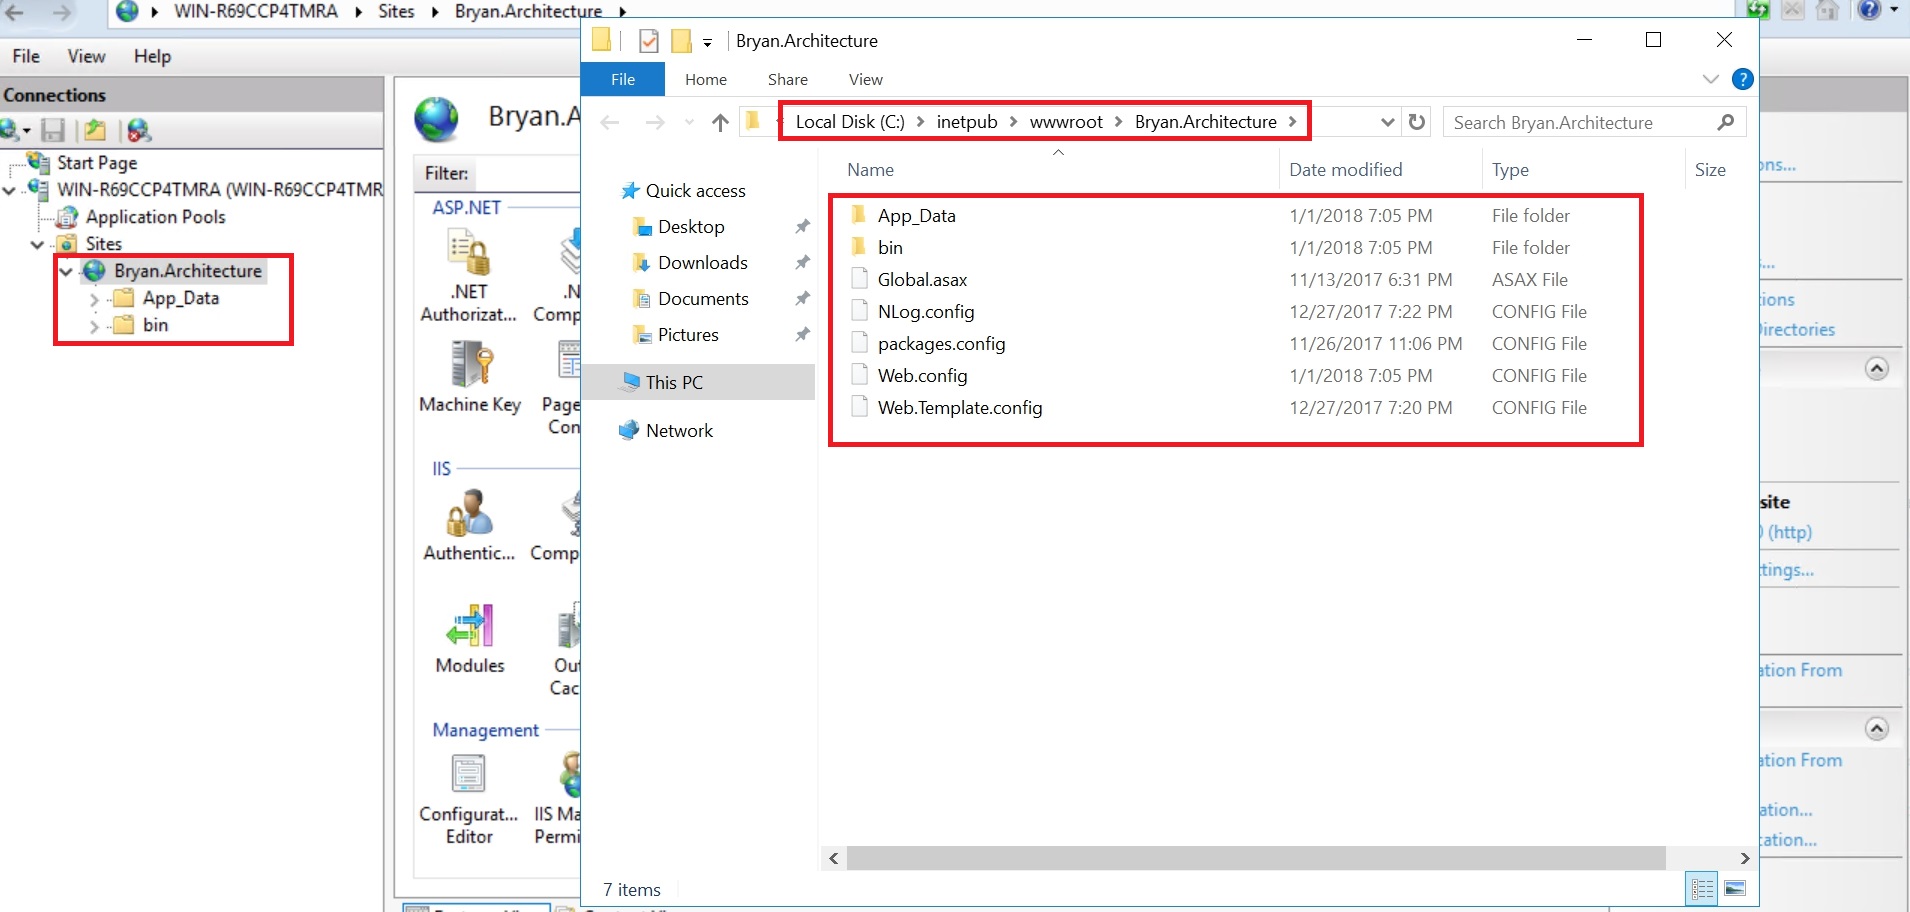 WIN-R69CCP4TMRA Sites Bryan.Architecture
File View Help
Connections
Start Page
WIN-R69CCP4TMRA (WIN-R69CCP4TMR
Application Pools
Sites
Bryan.Architecture
App_Data
bin
Bryan.A
Filter:
ASP.NET
.NET
Authorizat...
.N
Comp
Machine Key
Page
Con
IIS
Authentic...
Comp
Modules
Out
Cac
Management
Configurat...
Editor
IIS Ma
Permi
Bryan.Architecture
File Home Share View
Local Disk (C:) inetpub wwwroot Bryan.Architecture
Search Bryan.Architecture
Quick access
Desktop
Downloads
Documents
Pictures
This PC
Network
Name Date modified Type Size
App_Data 1/1/2018 7:05 PM File folder
bin 1/1/2018 7:05 PM File folder
Global.asax 11/13/2017 6:31 PM ASAX File
NLog.config 12/27/2017 7:22 PM CONFIG File
packages.config 11/26/2017 11:06 PM CONFIG File
Web.config 1/1/2018 7:05 PM CONFIG File
Web.Template.config 12/27/2017 7:20 PM CONFIG File
7 items
ons...
s...
tions
Directories
site
(http)
ttings...
ation From
ation From
ation...
cation...